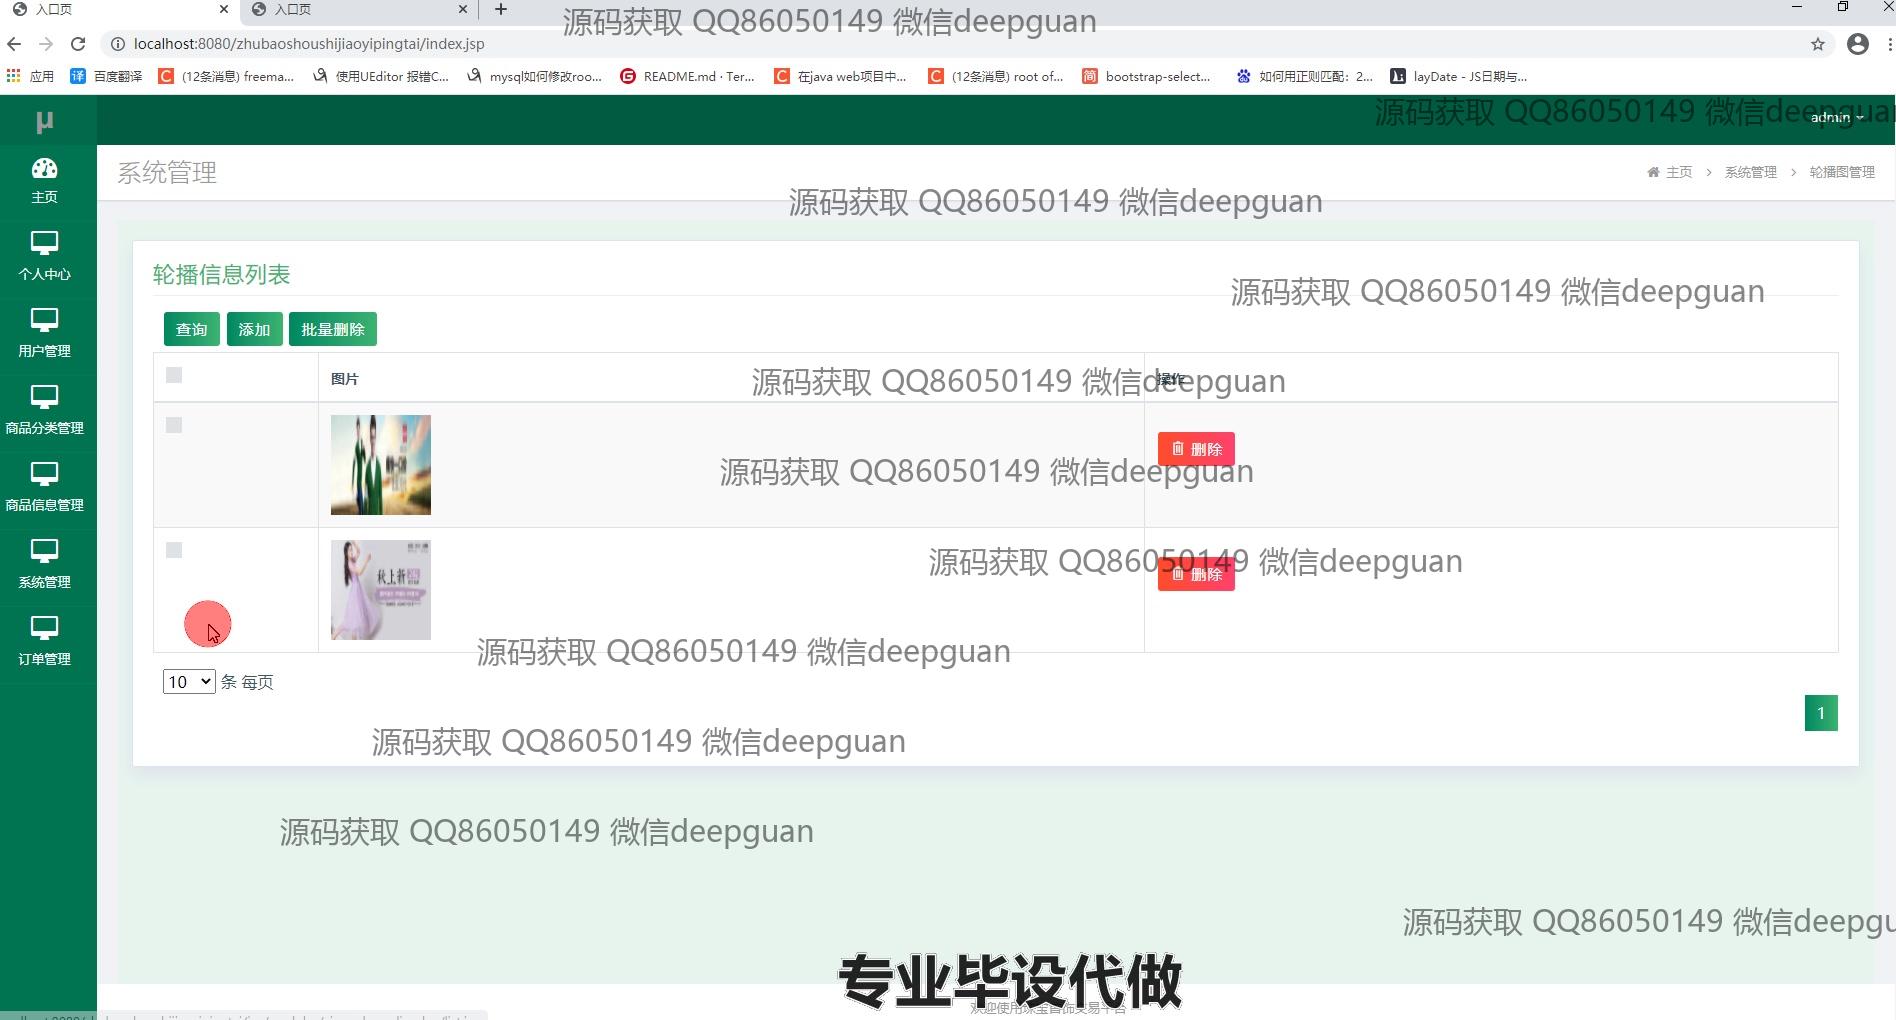 入口页
入口页
源码获取 QQ86050149 微信deepguan
localhost:8080/zhubaoshoushijiaoyipingtai/index.jsp
应用
百度翻译
(12条消息) freema...
使用UEditor 报错C...
mysql如何修改roo...
README.md · Ter...
在java web项目中...
(12条消息) root of...
bootstrap-select...
如何用正则匹配：2...
layDate - JS日期与...
μ
源码获取 QQ86050149 微信deepguan
admin
系统管理
主页 > 系统管理 > 轮播图管理
源码获取 QQ86050149 微信deepguan
主页
个人中心
用户管理
商品分类管理
商品信息管理
系统管理
订单管理
轮播信息列表
源码获取 QQ86050149 微信deepguan
查询
添加
批量删除
图片
操作
源码获取 QQ86050149 微信deepguan
删除
源码获取 QQ86050149 微信deepguan
秋上新
源码获取 QQ86050149 微信deepguan
删除
源码获取 QQ86050149 微信deepguan
10 条 每页
1
源码获取 QQ86050149 微信deepguan
源码获取 QQ86050149 微信deepguan
源码获取 QQ86050149 微信deepgu
专业毕设代做
欢迎使用珠宝首饰交易平台